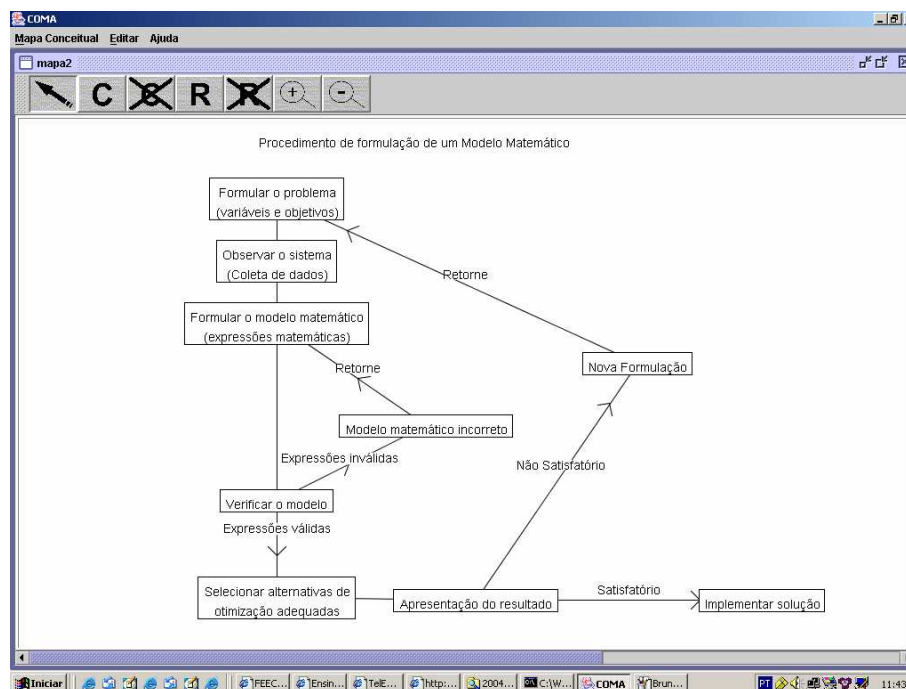 COMA
Mapa Conceitual Editar Ajuda
mapa2
C C R R
Procedimento de formulação de um Modelo Matemático
Formular o problema
(variáveis e objetivos)
Observar o sistema
(Coleta de dados)
Retorne
Formular o modelo matemático
(expressões matemáticas)
Retorne
Nova Formulação
Modelo matemático incorreto
Expressões inválidas
Não Satisfatório
Verificar o modelo
Expressões válidas
Selecionar alternativas de
otimização adequadas
Apresentação do resultado
Satisfatório
Implementar solução
Iniciar FEEC... Ensin... TelE... http:... 2004... C:\W... COMA Brun... PT 11:43